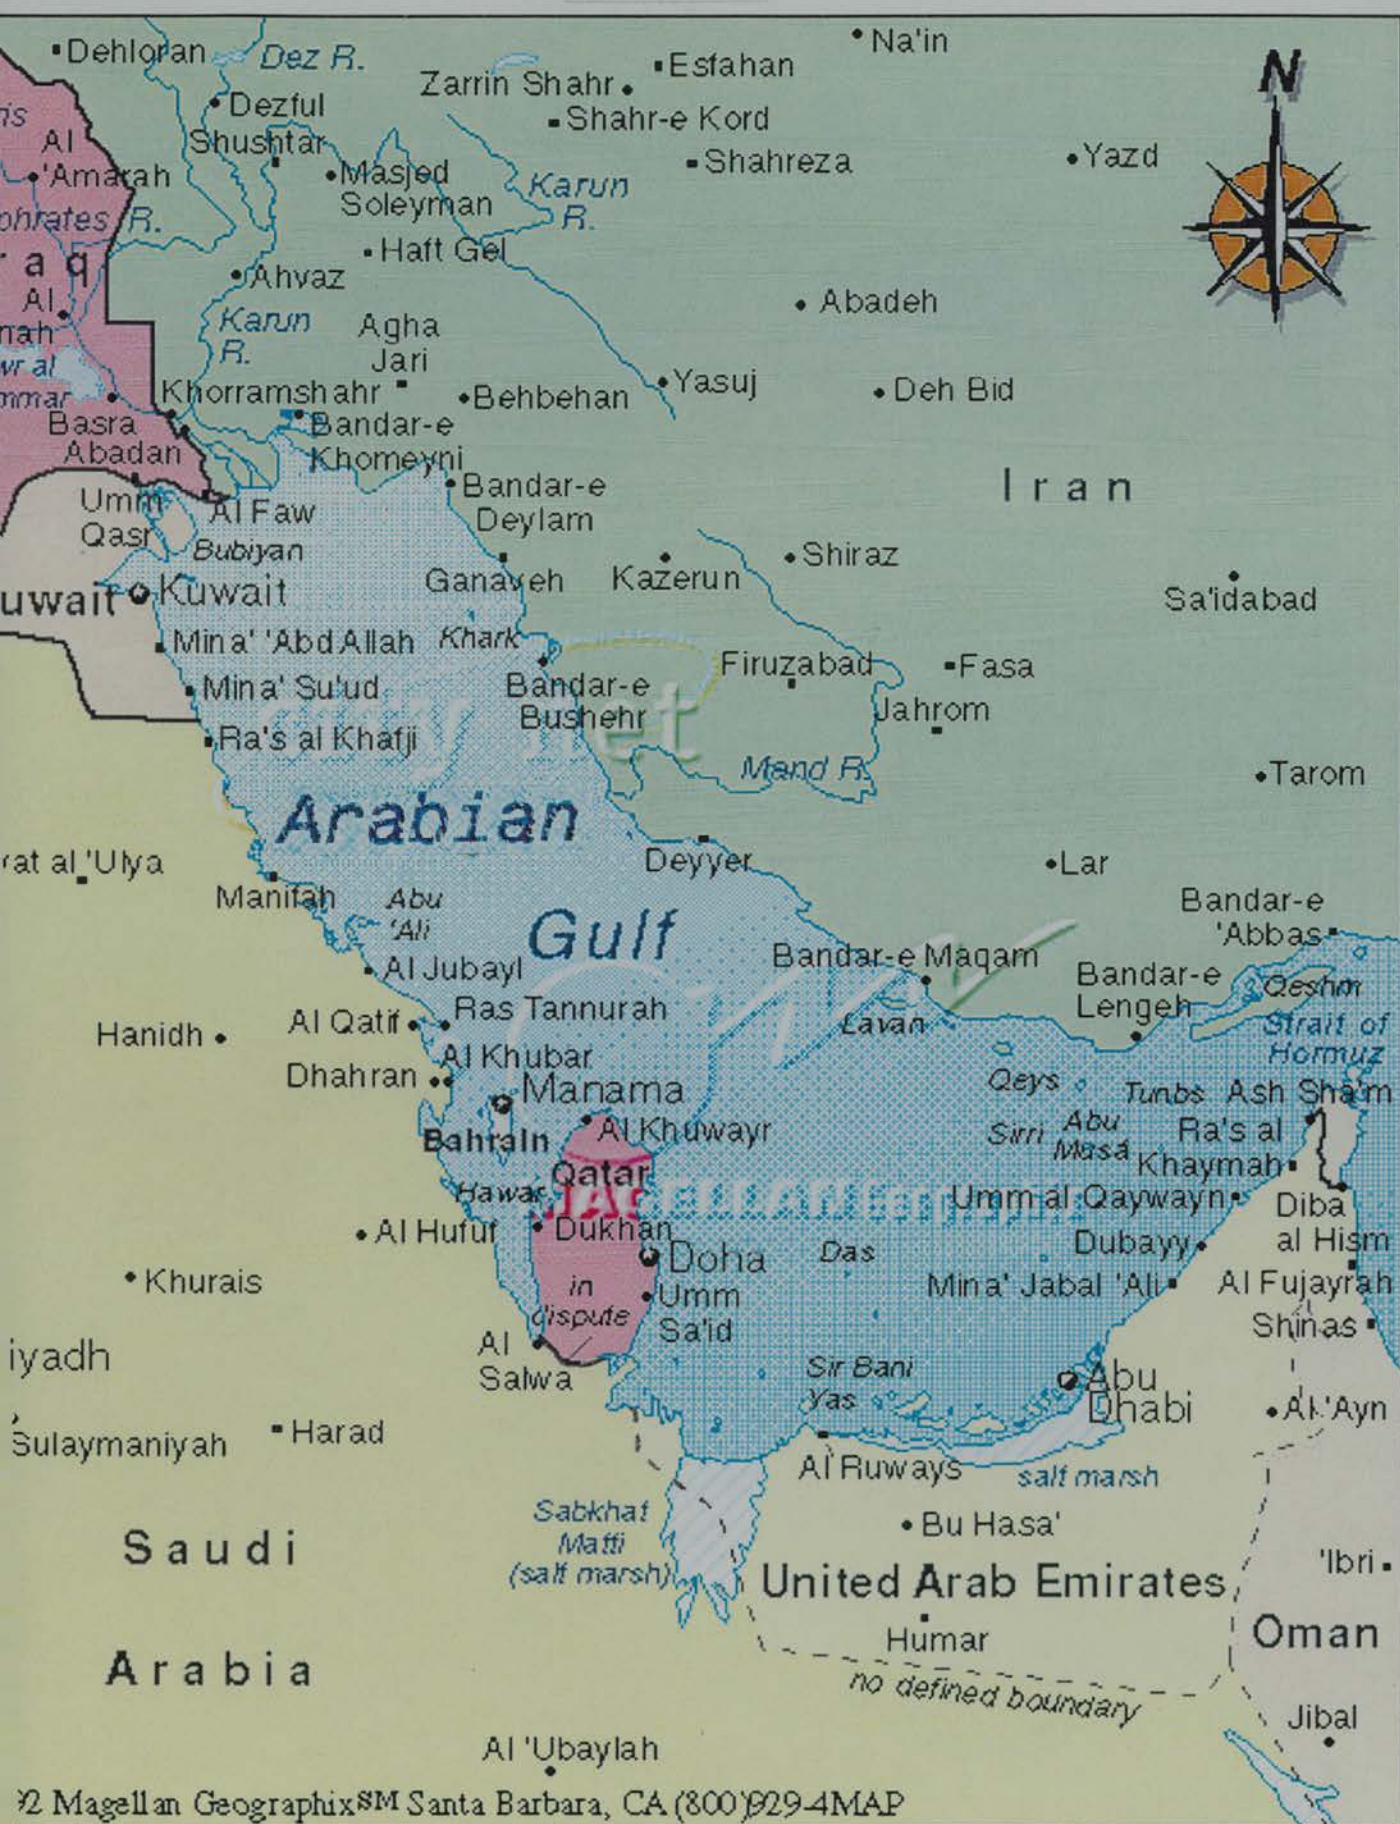 Dehloran
Dez R.
Na'in
Esfahan
Zarrin Shahr
N
Dezful
Shahr-e Kord
Shushtar
Al
'Amarah
Masjed
Soleyman
Shahreza
Yazd
Karun
R.
R.
Haft Gel
Ahvaz
Al
Abadeh
Karun
R.
Agha
Jari
Khorramshahr
Behbehan
Yasuj
Deh Bid
Basra
Abadan
Bandar-e
Khomeyni
Iran
Umm
Qasr
Al Faw
Bandar-e
Deylam
Bubiyan
Ganaveh
Kazerun
Shiraz
Sa'idabad
uwait
Kuwait
Mina' 'Abd Allah
Khark
Firuzabad
Fasa
Mina' Su'ud
Bandar-e
Bushehr
Jahrom
Ra's al Khafji
Mand R.
Tarom
Arabian
Gulf
rat al 'Ulya
Deyyer
Lar
Manifah
Abu
'Ali
Bandar-e
'Abbas
Al Jubayl
Bandar-e Maqam
Bandar-e
Lengeh
Qeshm
Strait of
Hormuz
Hanidh
Al Qatif
Ras Tannurah
Lavan
Al Khubar
Dhahran
Manama
Qeys
Tunbs
Ash Sha'm
Bahrain
Al Khuwayr
Sirri
Abu
Musa
Ra's al
Khaymah
Qatar
Hawar
Umm al Qaywayn
Diba
al Hism
Al Hufuf
Dukhan
Doha
Das
Dubayy
Khurais
in
dispute
Umm
Sa'id
Mina' Jabal 'Ali
Al Fujayrah
Shinas
iyadh
Al
Salwa
Sir Bani
Yas
Abu
Dhabi
Al 'Ayn
Sulaymaniyah
Harad
Al Ruways
salt marsh
Sabkhat
Matti
(salt marsh)
Bu Hasa'
Saudi
Arabia
United Arab Emirates
'Ibri
Humar
Oman
no defined boundary
Jibal
Al 'Ubaylah
92 Magellan Geographix SM Santa Barbara, CA (800)929-4MAP